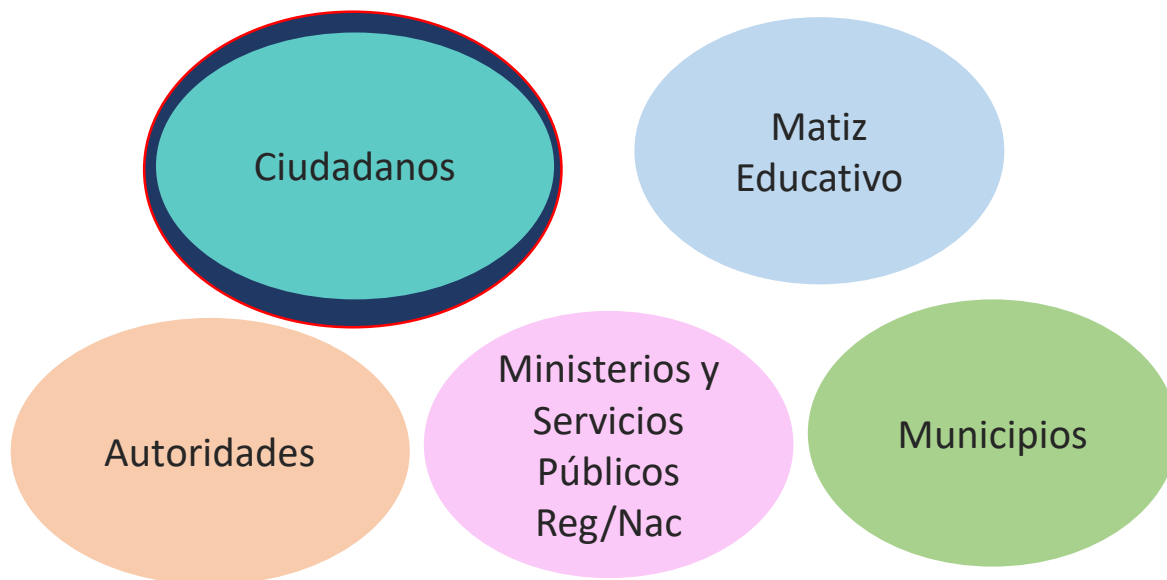 Ciudadanos
Matiz
Educativo
Autoridades
Ministerios y
Servicios
Públicos
Reg/Nac
Municipios